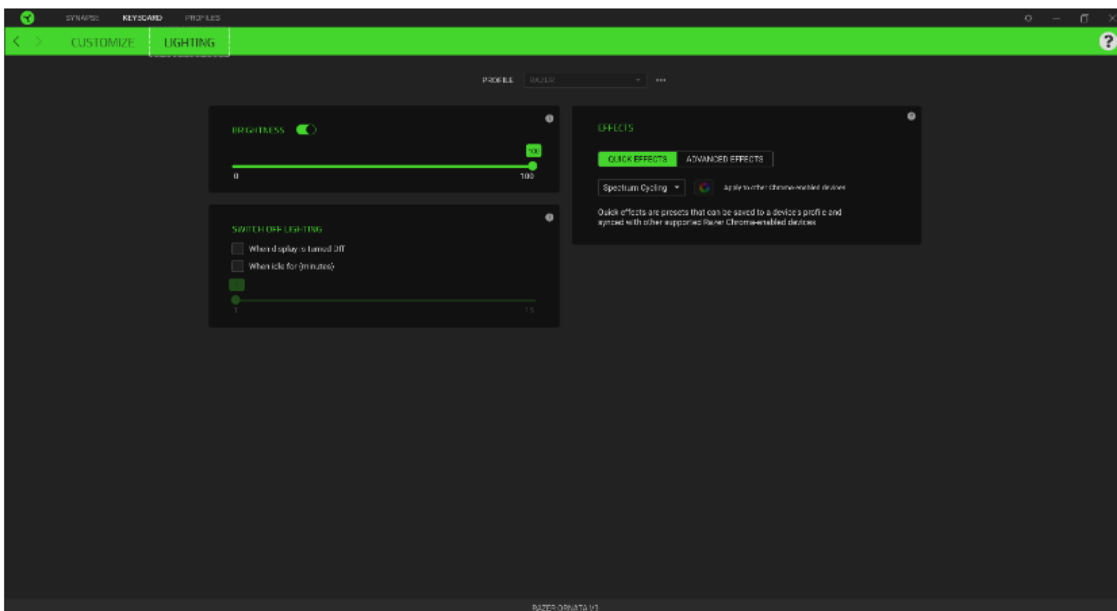 SYNAPSE KEYBOARD PROFILES
CUSTOMIZE LIGHTING ?
PROFILE RAZER
BRIGHTNESS
100
0 100
SWITCH OFF LIGHTING
When display is turned Off
When idle for (minutes)
1 15
EFFECTS
QUICK EFFECTS ADVANCED EFFECTS
Spectrum Cycling Apply to other Chroma-enabled devices
Quick effects are presets that can be saved to a device's profile and
synced with other supported Razer Chroma-enabled devices
RAZER ORNATA V3